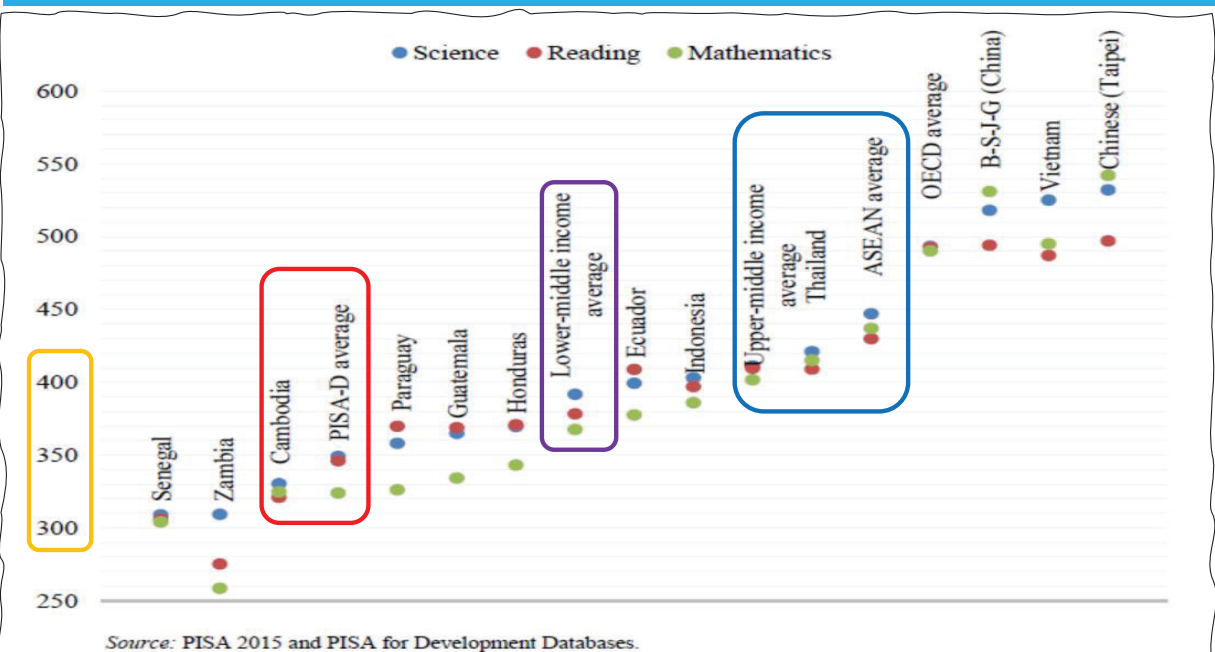 Science Reading Mathematics
600
550
500
450
400
350
300
250
Senegal
Zambia
Cambodia
PISA-D average
Paraguay
Guatemala
Honduras
Lower-middle income
average
Ecuador
Indonesia
Upper-middle income
average
Thailand
ASEAN average
OECD average
B-S-J-G (China)
Vietnam
Chinese (Taipei)
Source: PISA 2015 and PISA for Development Databases.